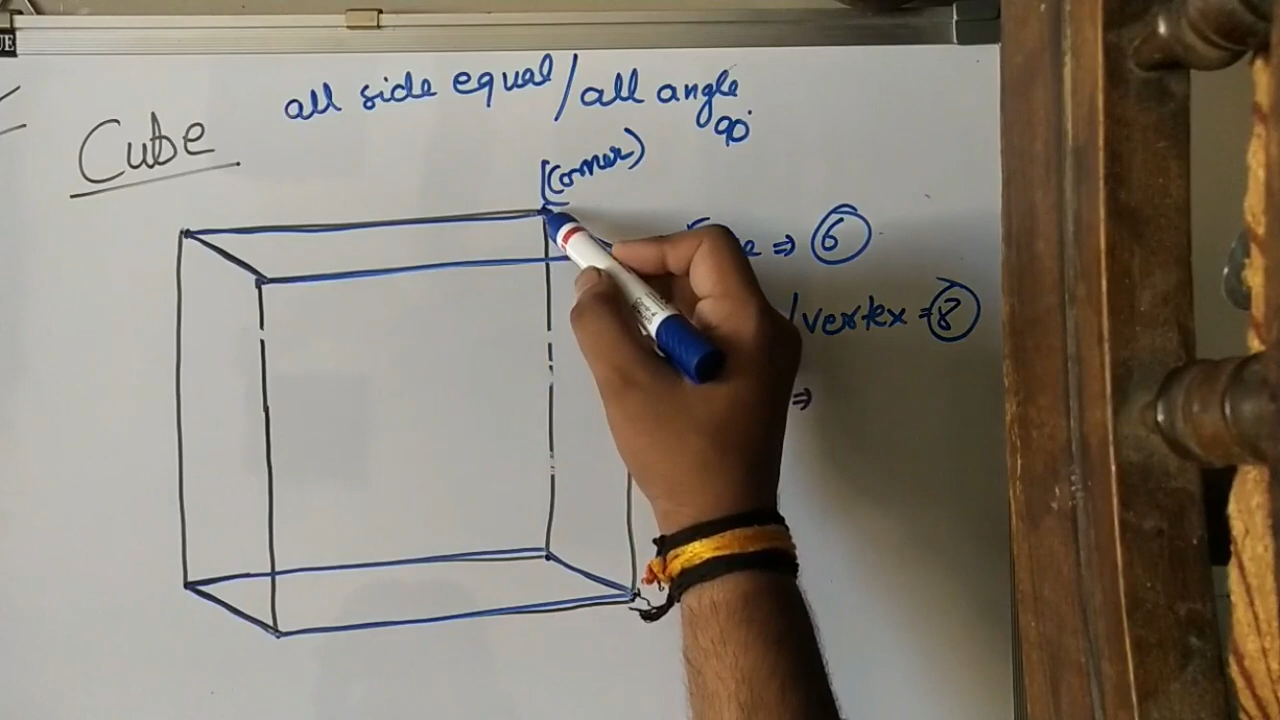 all side equal / all angle
90°
Cube
(Corner)
⇒ 6
/vertex = 8
⇒